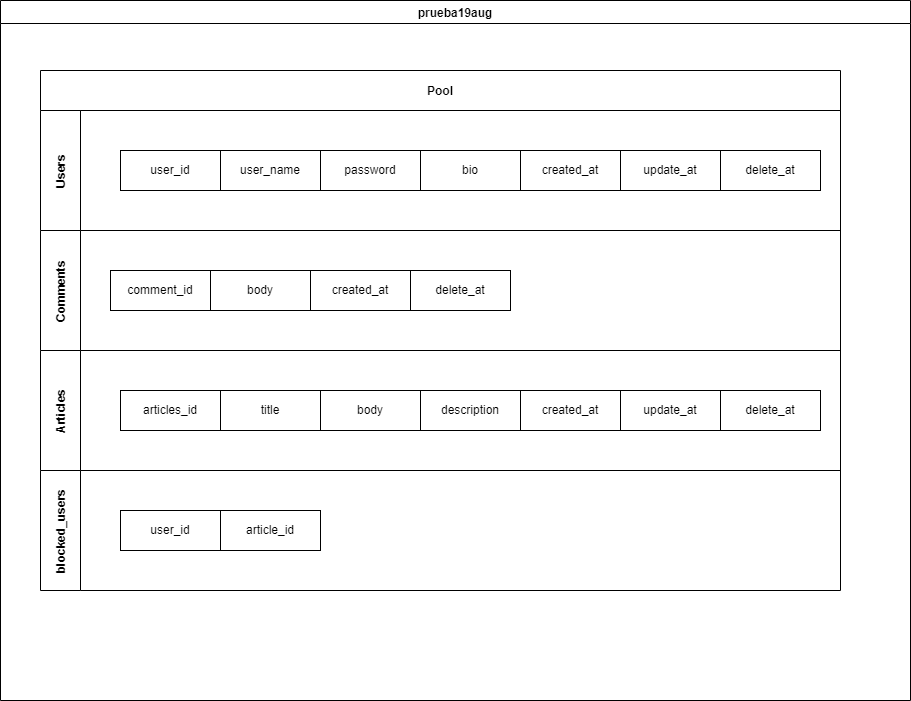 prueba19aug
Pool
Users
user_id user_name password bio created_at update_at delete_at
Comments
comment_id body created_at delete_at
Articles
articles_id title body description created_at update_at delete_at
blocked_users
user_id article_id